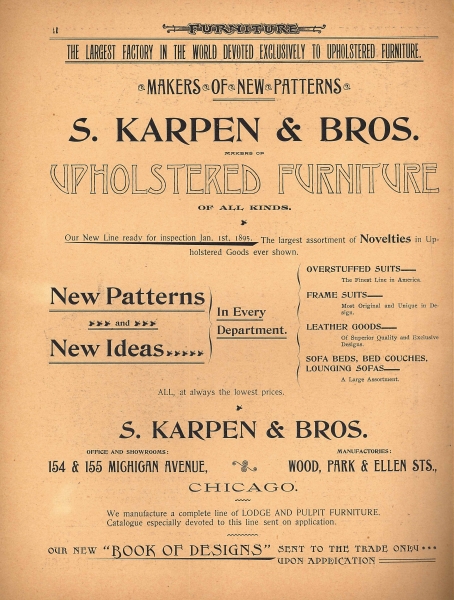 18
FURNITURE
THE LARGEST FACTORY IN THE WORLD DEVOTED EXCLUSIVELY TO UPHOLSTERED FURNITURE.
MAKERS OF NEW PATTERNS
S. KARPEN & BROS.
MAKERS OF
UPHOLSTERED FURNITURE
OF ALL KINDS.
Our New Line ready for inspection Jan. 1st, 1895. The largest assortment of Novelties in Up-
holstered Goods ever shown.
New Patterns
and
New Ideas
In Every
Department.
OVERSTUFFED SUITS—
The Finest Line in America.
FRAME SUITS—
Most Original and Unique in De-
sign.
LEATHER GOODS—
Of Superior Quality and Exclusive
Designs.
SOFA BEDS, BED COUCHES,
LOUNGING SOFAS—
A Large Assortment.
ALL, at always the lowest prices.
S. KARPEN & BROS.
OFFICE AND SHOWROOMS:
154 & 155 MICHIGAN AVENUE,
MANUFACTORIES:
WOOD, PARK & ELLEN STS.,
CHICAGO.
We manufacture a complete line of LODGE AND PULPIT FURNITURE.
Catalogue especially devoted to this line sent on application.
OUR NEW "BOOK OF DESIGNS" SENT TO THE TRADE ONLY
UPON APPLICATION